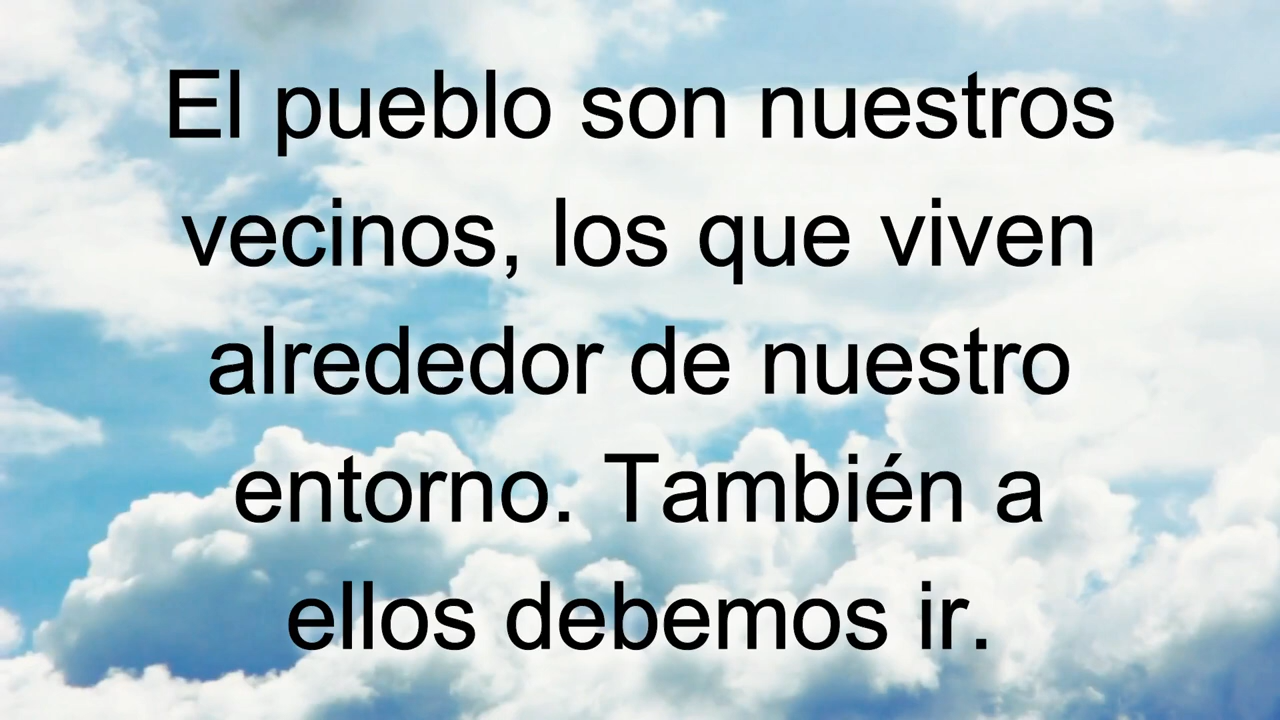 El pueblo son nuestros
vecinos, los que viven
alrededor de nuestro
entorno. También a
ellos debemos ir.